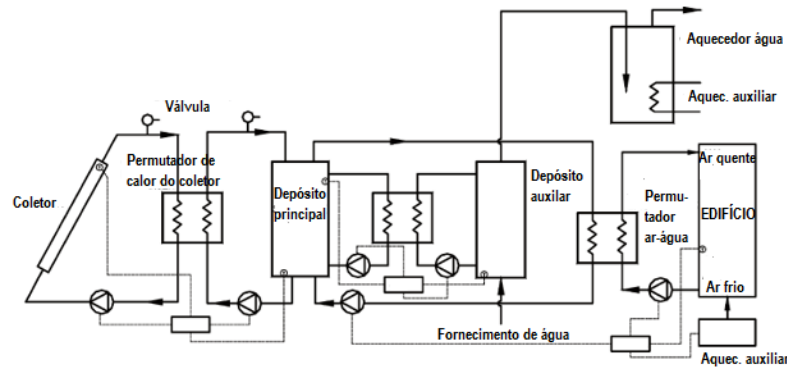 Aquecedor água
Aquec. auxiliar
Válvula
Permutador de
calor do coletor
Coletor
Depósito
principal
Depósito
auxilar
Permu-
tador
ar-água
Ar quente
EDIFÍCIO
Ar frio
Fornecimento de água
Aquec. auxiliar